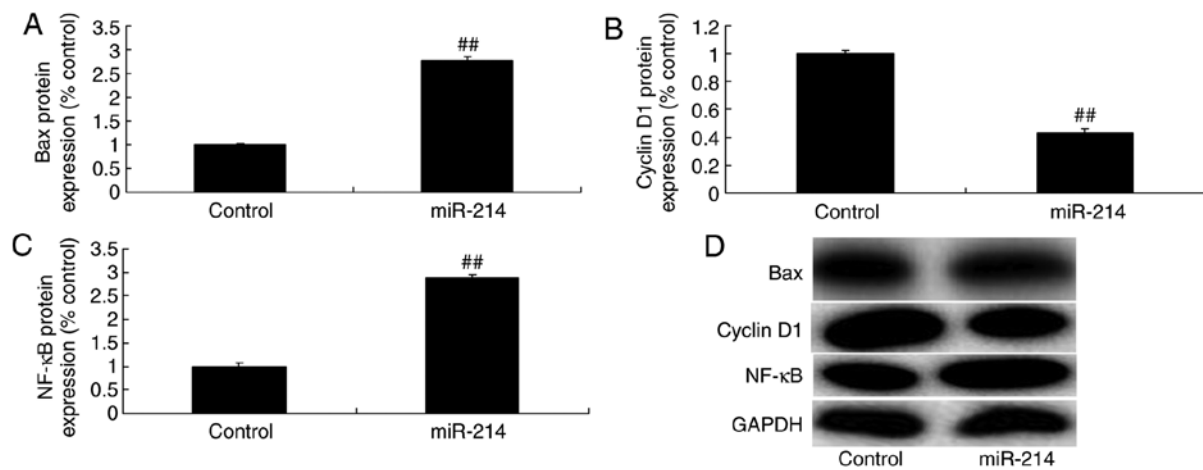 A
Bax protein
expression (% control)
3.5
3
2.5
2
1.5
1
0.5
0
##
Control
miR-214
B
Cyclin D1 protein
expression (% control)
1.2
1
0.8
0.6
0.4
0.2
0
##
Control
miR-214
C
NF-κB protein
expression (% control)
3.5
3
2.5
2
1.5
1
0.5
0
##
Control
miR-214
D
Bax
Cyclin D1
NF-κB
GAPDH
Control miR-214